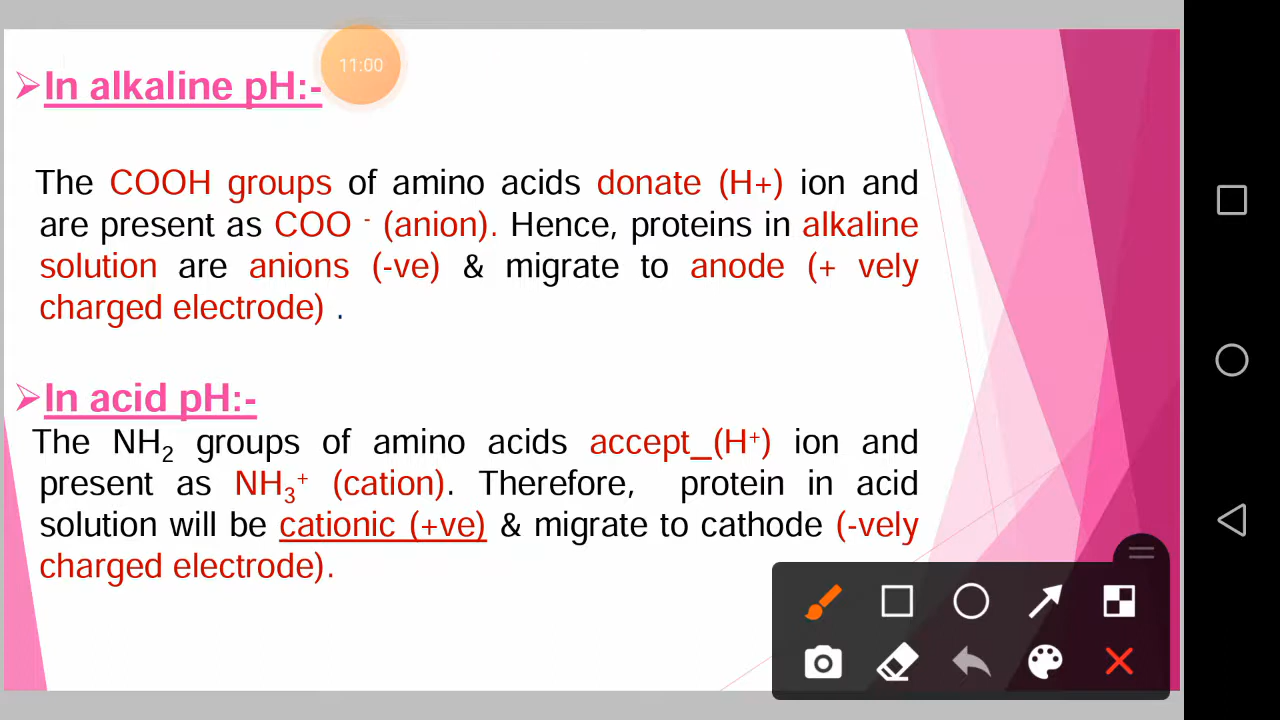 11:00
➢In alkaline pH:-
The COOH groups of amino acids donate (H+) ion and
are present as COO ⁻ (anion). Hence, proteins in alkaline
solution are anions (-ve) & migrate to anode (+ vely
charged electrode) .
➢In acid pH:-
The NH₂ groups of amino acids accept_(H⁺) ion and
present as NH₃⁺ (cation). Therefore, protein in acid
solution will be cationic (+ve) & migrate to cathode (-vely
charged electrode).